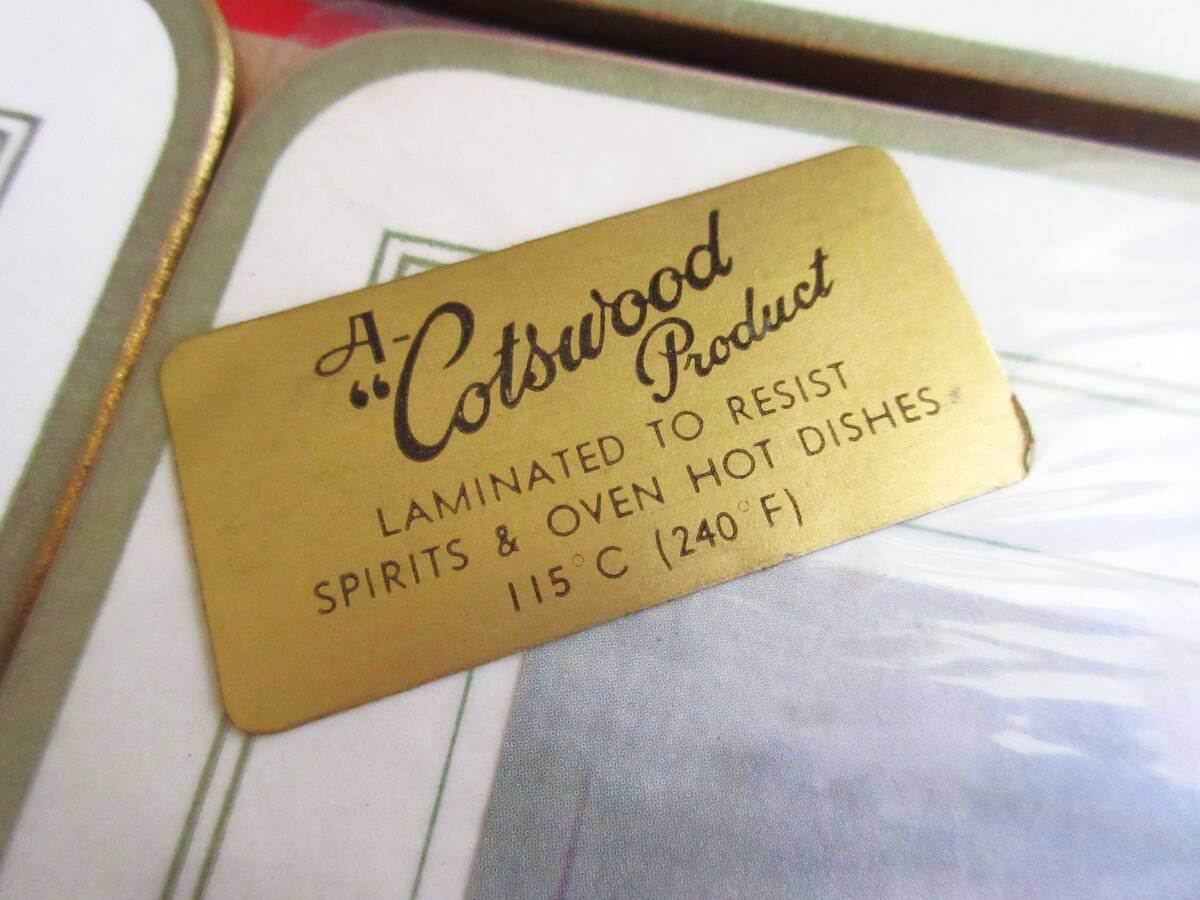 A-
“Cotswood
Product
LAMINATED TO RESIST
SPIRITS & OVEN HOT DISHES.
115°C (240°F)